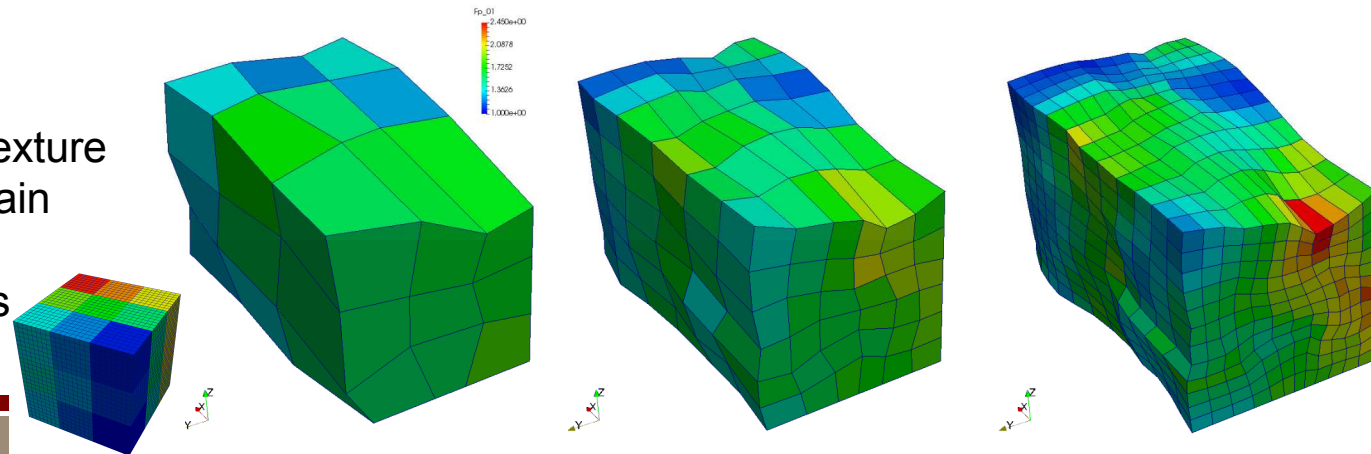 Fp_01
2.450e+00
2.0878
1.7252
1.3626
1.000e+00
exture
ain
s
Z
X
Y
Z
X
Y
Z
X
Y